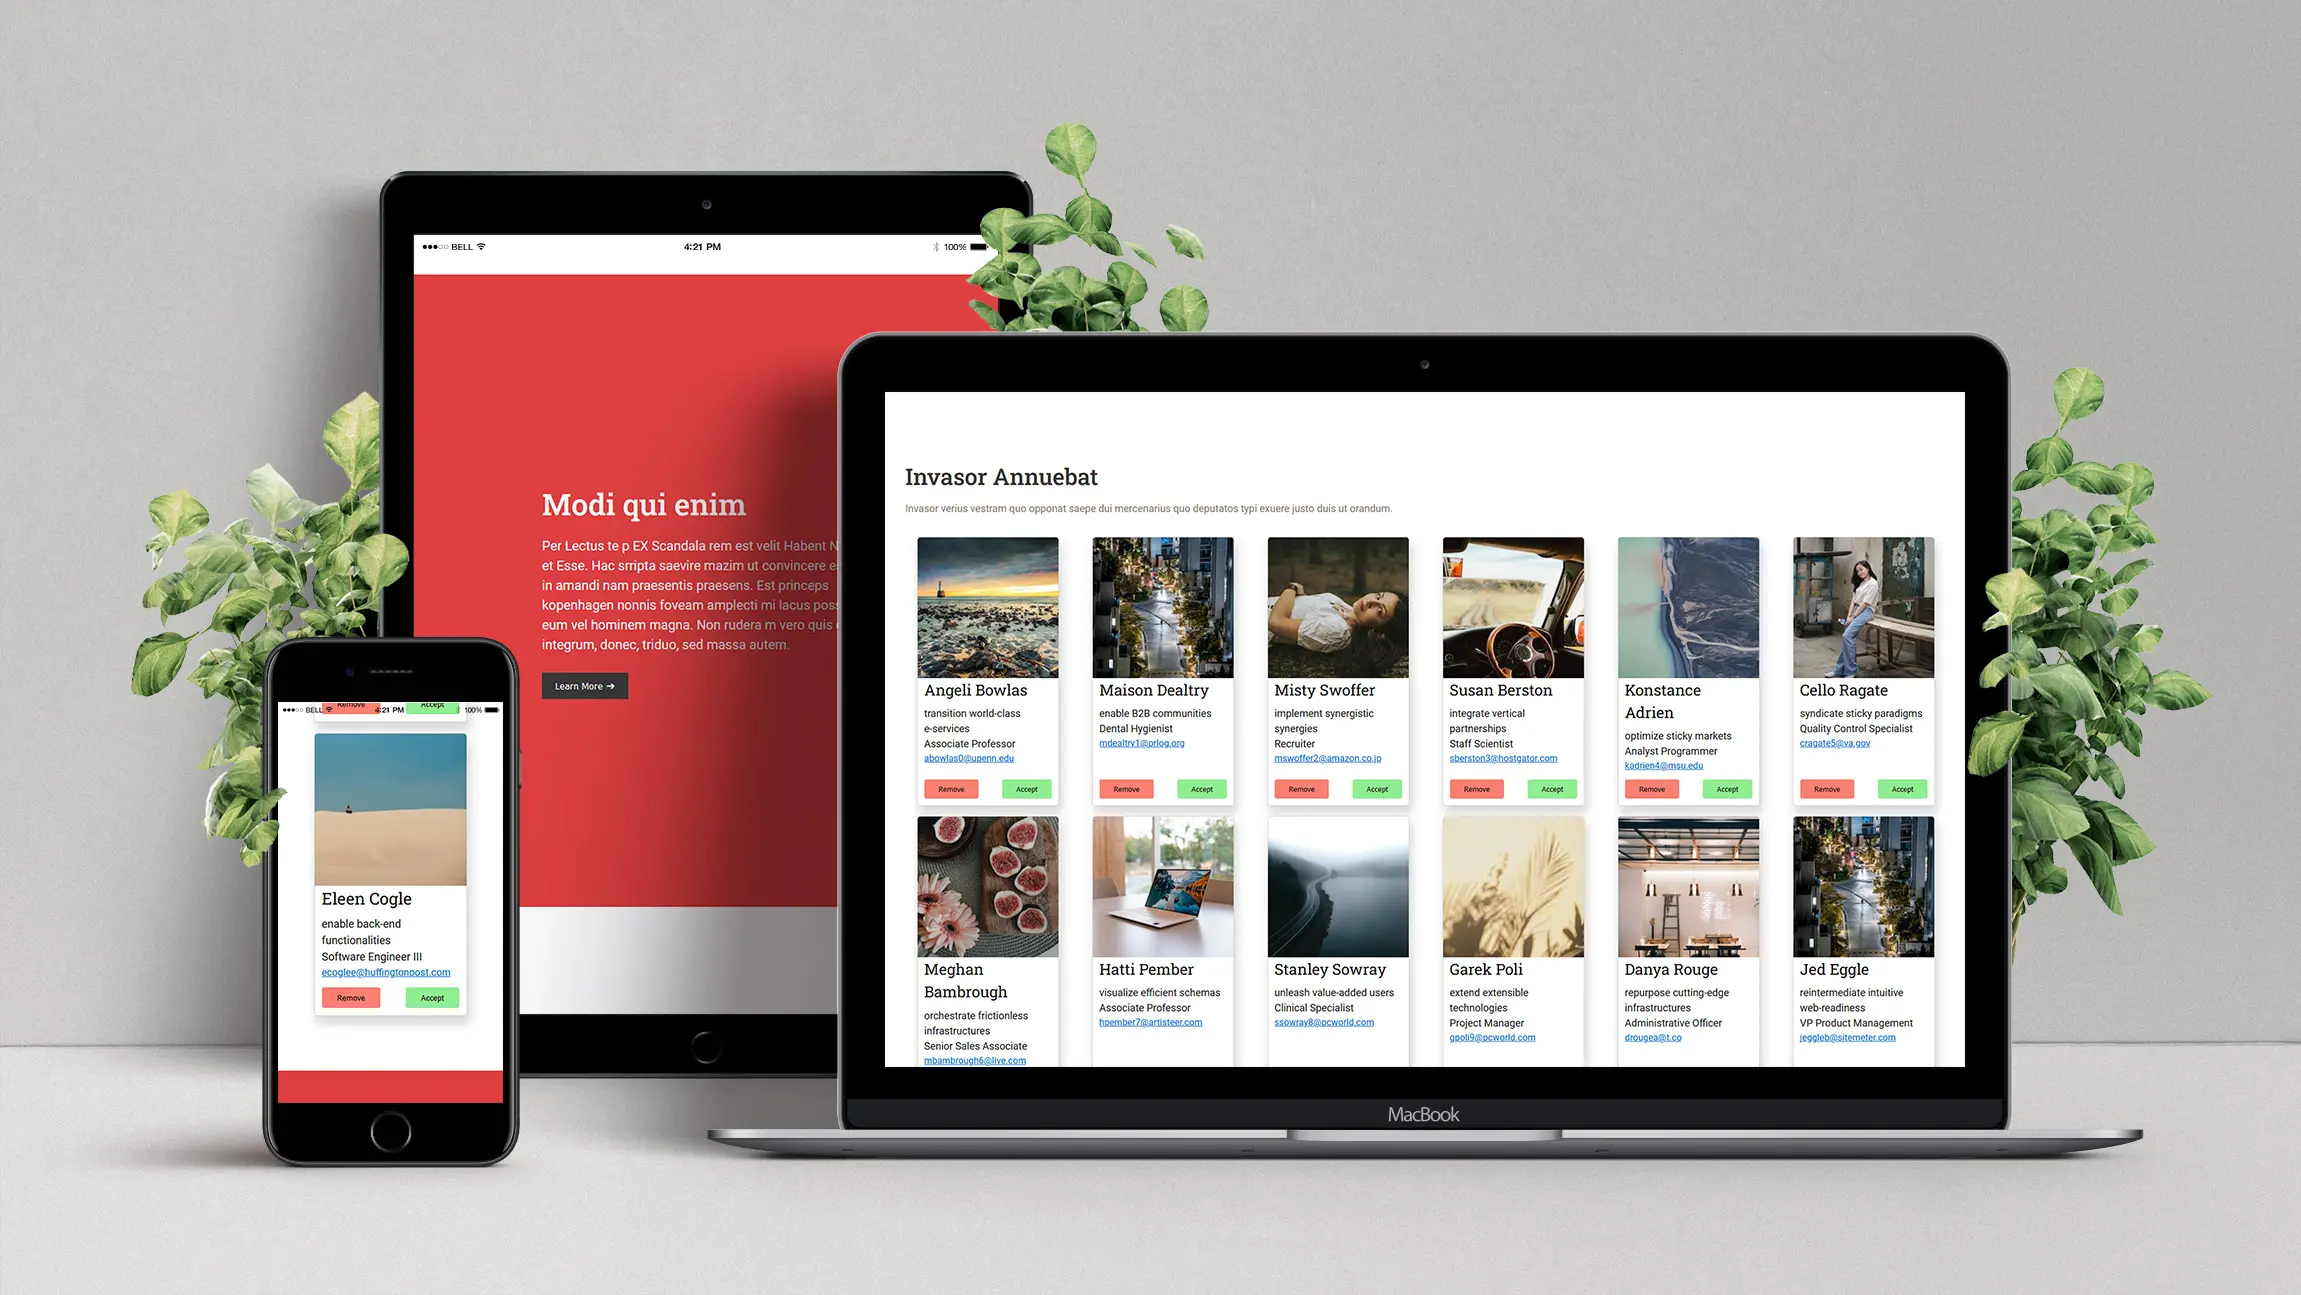 BELL
4:21 PM
100%
Modi qui enim
Per Lectus te p EX Scandala rem est velit Habent N
et Esse. Hac srripta saevire mazim ut convincere
in amandi nam praesentis praesens. Est princeps
kopenhagen nonnis foveam amplecti mi lacus
eum vel hominem magna. Non rudera m vero quis
integrum, donec, triduo, sed massa autem.
Learn More →
BELL
4:21 PM
100%
Remove
Accept
Eleen Cogle
enable back-end
functionalities
Software Engineer III
ecoglee@huffingtonpost.com
Remove
Accept
Invasor Annuebat
Invasor verius vestram quo opponat saepe dui mercenarius quo deputatos typi exuere justo duis ut orandum.
Angeli Bowlas
transition world-class
e-services
Associate Professor
abowlas0@upenn.edu
Remove
Accept
Maison Dealtry
enable B2B communities
Dental Hygienist
mdealtry1@prlog.org
Remove
Accept
Misty Swoffer
implement synergistic
synergies
Recruiter
mswoffer2@amazon.co.jp
Remove
Accept
Susan Berston
integrate vertical
partnerships
Staff Scientist
sberston3@hostgator.com
Remove
Accept
Konstance
Adrien
optimize sticky markets
Analyst Programmer
kadrien4@msu.edu
Remove
Accept
Cello Ragate
syndicate sticky paradigms
Quality Control Specialist
cragate5@va.gov
Remove
Accept
Meghan
Bambrough
orchestrate frictionless
infrastructures
Senior Sales Associate
mbambrough6@live.com
Hatti Pember
visualize efficient schemas
Associate Professor
hpember7@artisteer.com
Stanley Sowray
unleash value-added users
Clinical Specialist
ssowray8@pcworld.com
Garek Poli
extend extensible
technologies
Project Manager
gpoli9@pcworld.com
Danya Rouge
repurpose cutting-edge
infrastructures
Administrative Officer
drougea@t.co
Jed Eggle
reintermediate intuitive
web-readiness
VP Product Management
jeggleb@sitemeter.com
MacBook